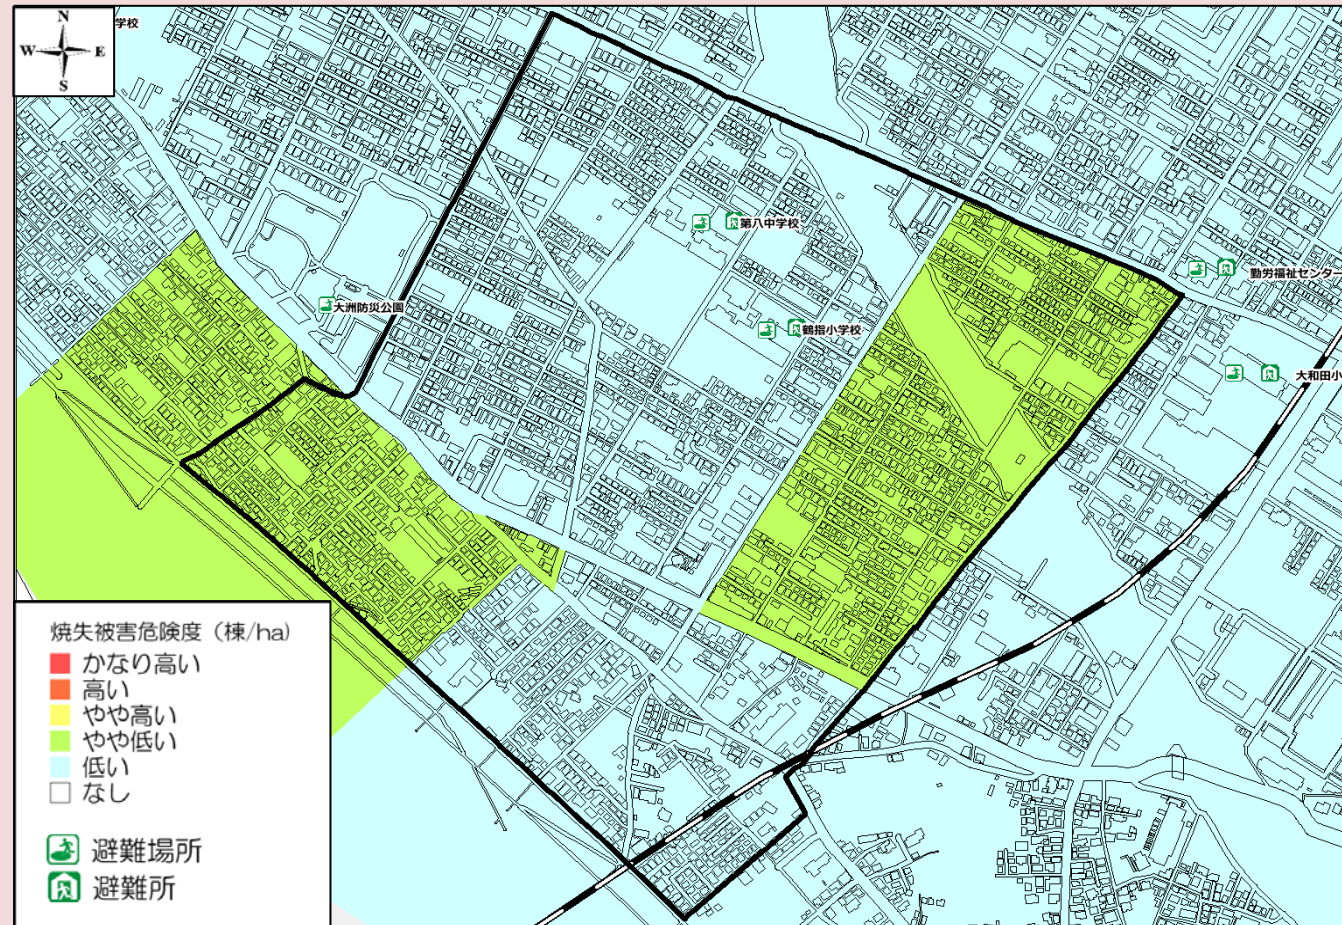 N
W E
S
学校
第八中学校
勤労福祉センター
大洲防災公園
鶴指小学校
大和田小
焼失被害危険度（棟/ha）
かなり高い
高い
やや高い
やや低い
低い
なし
避難場所
避難所